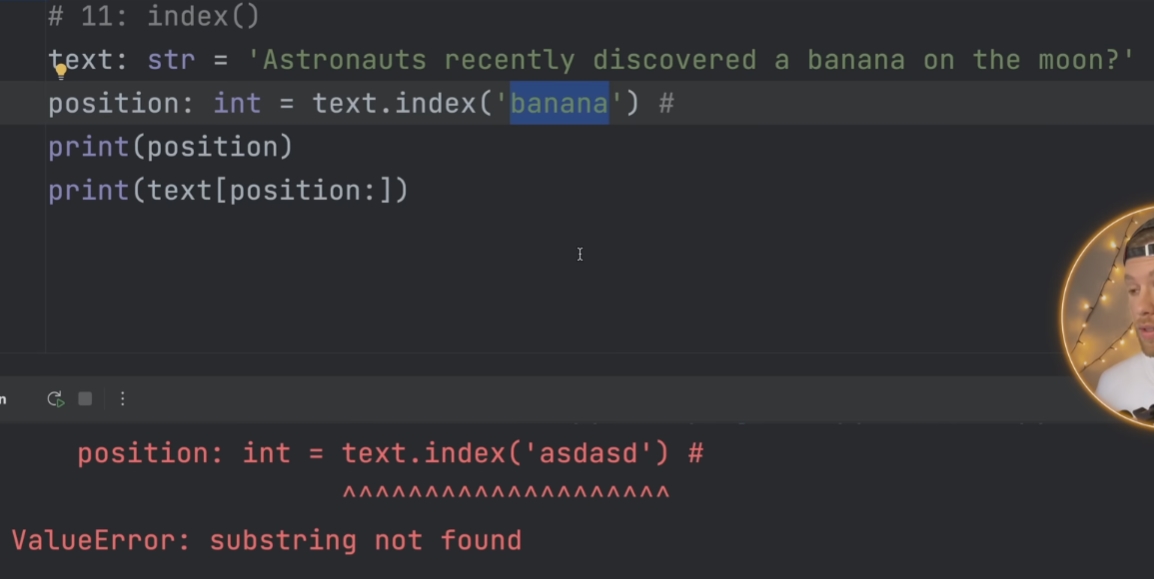 # 11: index()
text: str = 'Astronauts recently discovered a banana on the moon?'
position: int = text.index('banana') #
print(position)
print(text[position:])
n
position: int = text.index('asdasd') #
^^^^^^^^^^^^^^^^^^^^
ValueError: substring not found